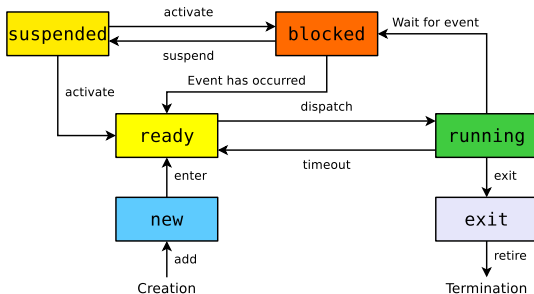 activate
suspended
blocked
Wait for event
suspend
Event has occurred
activate
dispatch
ready
running
timeout
enter
exit
new
exit
add
retire
Creation
Termination